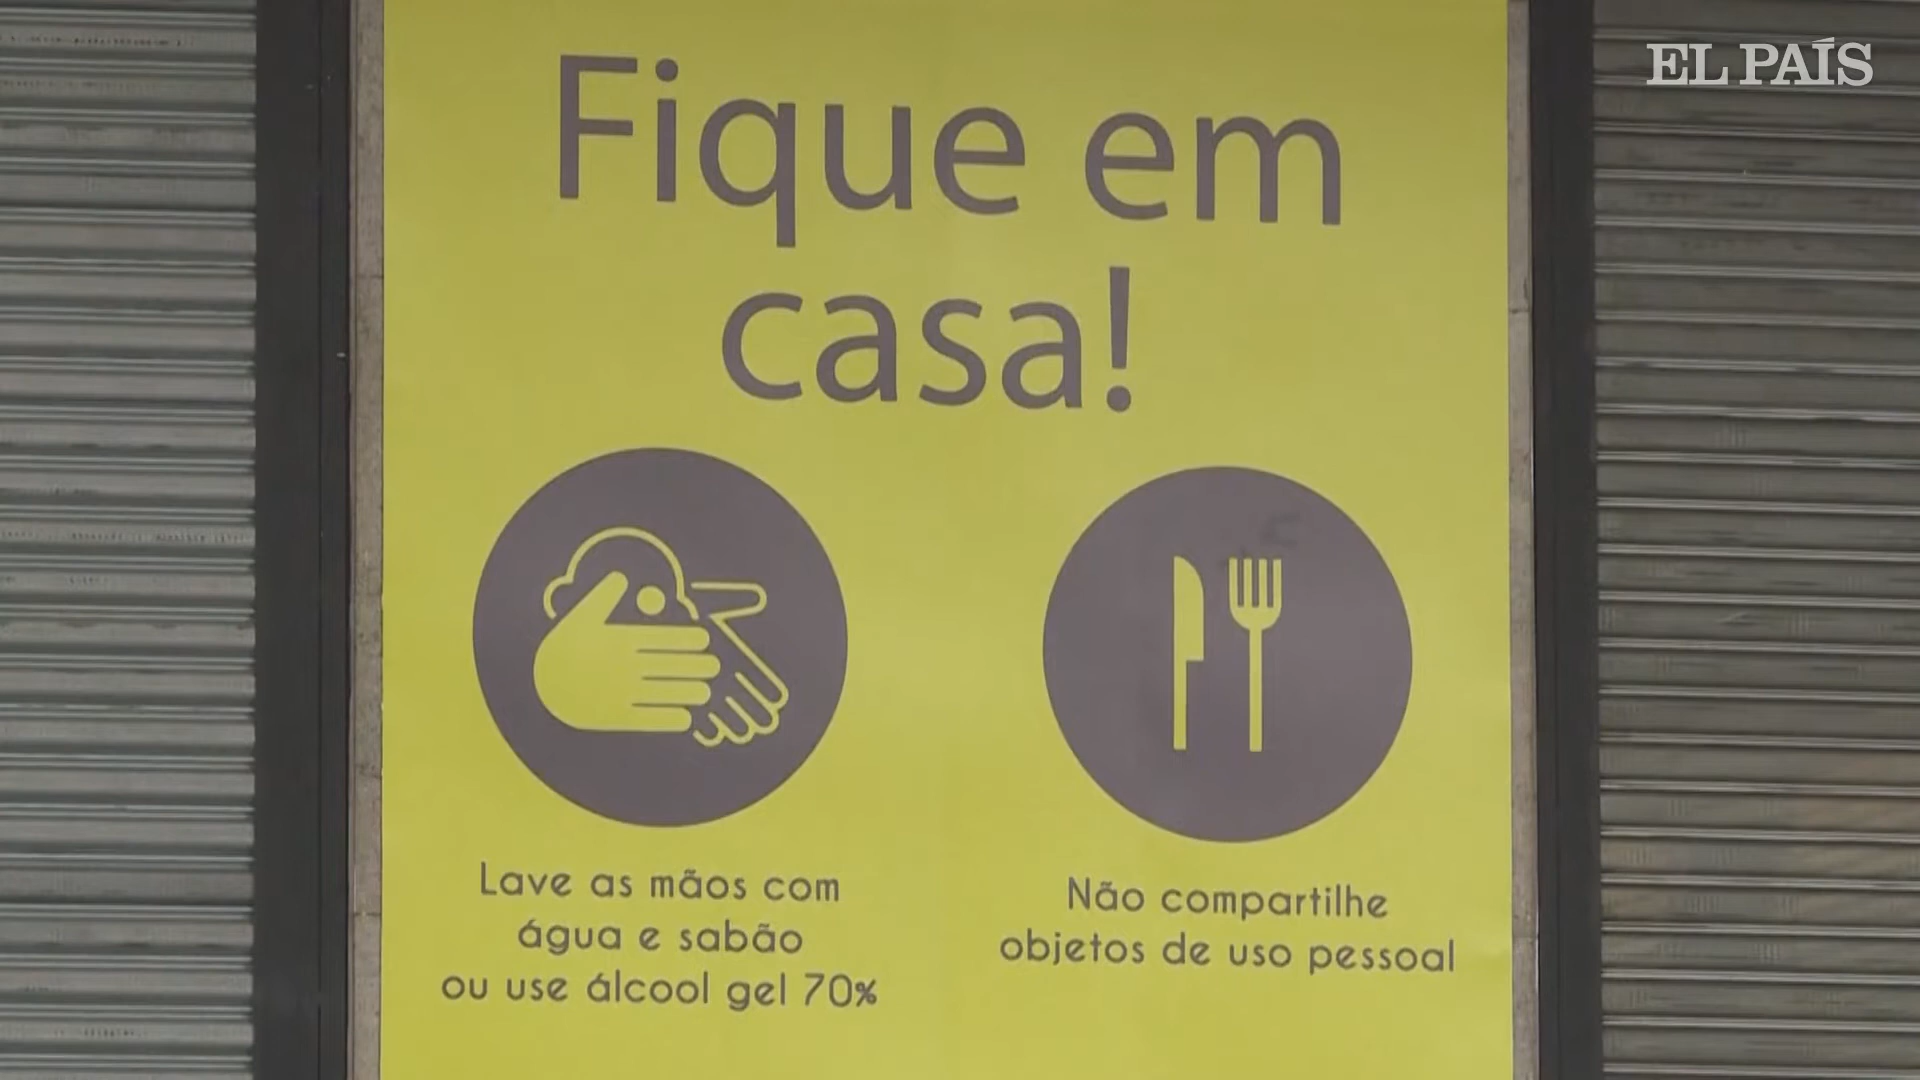 EL PAÍS
Fique em
casa!
Lave as mãos com
água e sabão
ou use álcool gel 70%
Não compartilhe
objetos de uso pessoal